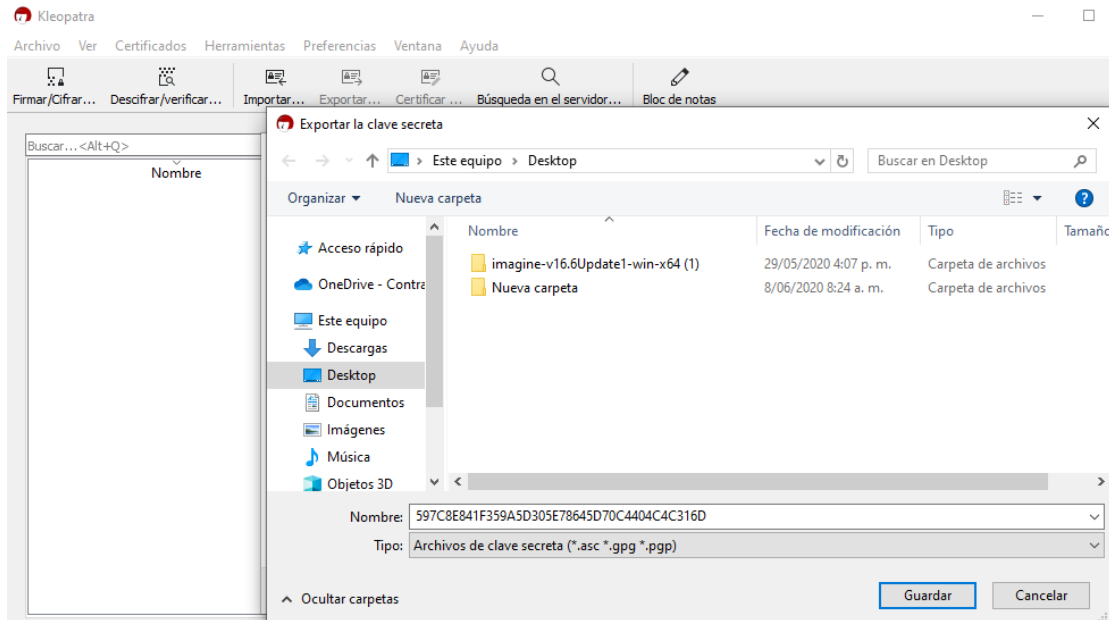 Kleopatra
Archivo Ver Certificados Herramientas Preferencias Ventana Ayuda
Firmar/Cifrar... Descifrar/verificar... Importar... Exportar... Certificar ... Búsqueda en el servidor... Bloc de notas
Exportar la clave secreta
Buscar...<Alt+Q>
Nombre
Este equipo > Desktop
Buscar en Desktop
Organizar Nueva carpeta
Nombre Fecha de modificación Tipo Tamaño
Acceso rápido
imagine-v16.6Update1-win-x64 (1) 29/05/2020 4:07 p. m. Carpeta de archivos
OneDrive - Contra
Nueva carpeta 8/06/2020 8:24 a. m. Carpeta de archivos
Este equipo
Descargas
Desktop
Documentos
Imágenes
Música
Objetos 3D
Nombre: 597C8E841F359A5D305E78645D70C4404C4C316D
Tipo: Archivos de clave secreta (*.asc *.gpg *.pgp)
Ocultar carpetas
Guardar Cancelar